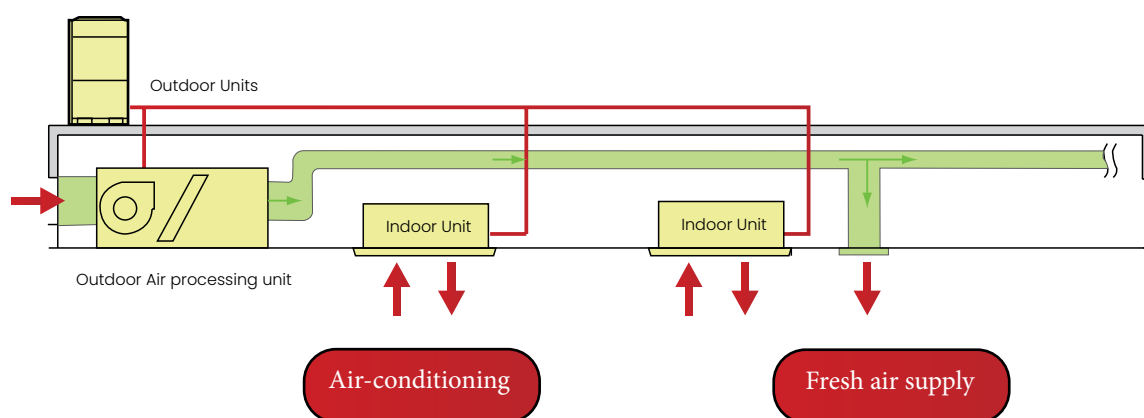 Outdoor Units
Indoor Unit
Indoor Unit
Outdoor Air processing unit
Air-conditioning
Fresh air supply